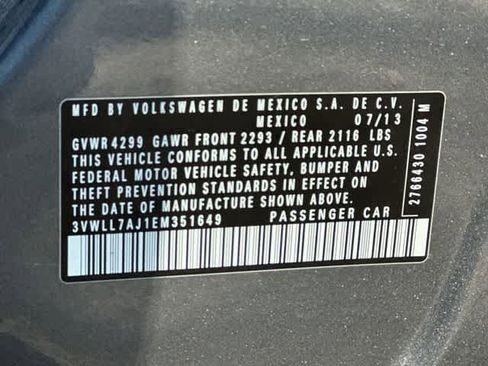 MFD BY VOLKSWAGEN DE MEXICO S.A. DE C.V.
MEXICO 07/13
GVWR 4299 GAWR FRONT 2293 / REAR 2116 LBS
THIS VEHICLE CONFORMS TO ALL APPLICABLE U.S.
FEDERAL MOTOR VEHICLE SAFETY, BUMPER AND
THEFT PREVENTION STANDARDS IN EFFECT ON
THE DATE OF MANUFACTURE SHOWN ABOVE.
3VWLL7AJ1EM351649 PASSENGER CAR
2766430 1004 M